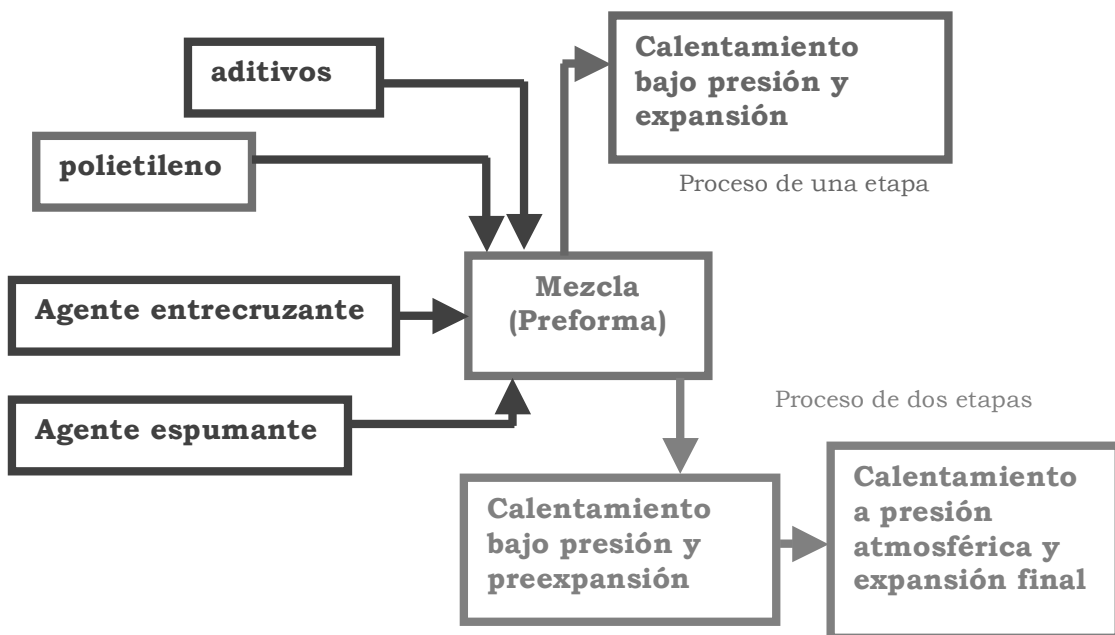 aditivos
Calentamiento
bajo presión y
expansión
polietileno
Proceso de una etapa
Agente entrecruzante
Mezcla
(Preforma)
Agente espumante
Proceso de dos etapas
Calentamiento
bajo presión y
preexpansión
Calentamiento
a presión
atmosférica y
expansión final